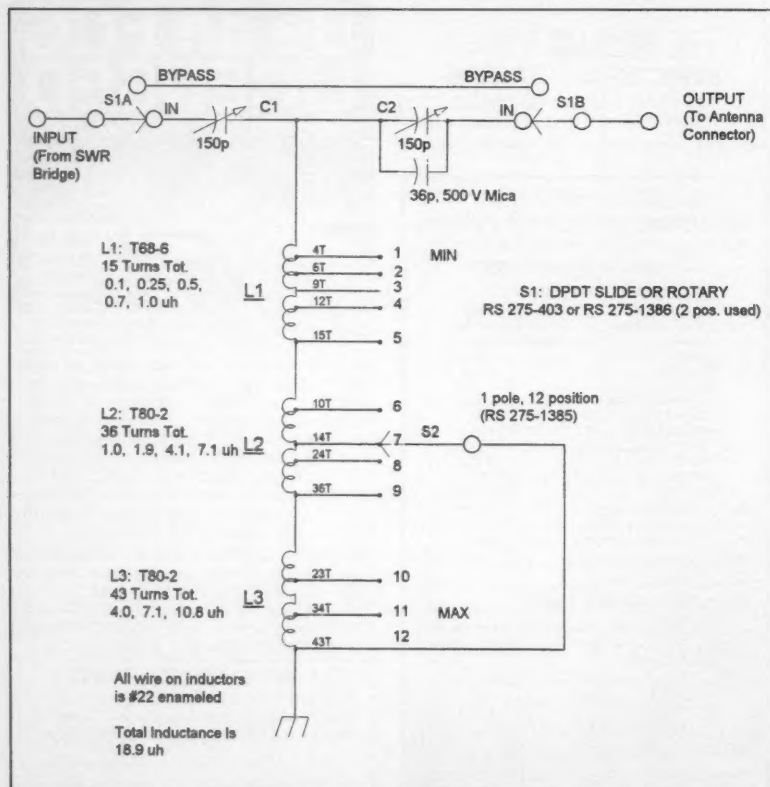 BYPASS
BYPASS
S1A
IN
C1
C2
IN
S1B
OUTPUT
(To Antenna
Connector)
INPUT
(From SWR
Bridge)
150p
150p
36p, 500 V Mica
L1: T68-6
15 Turns Tot.
0.1, 0.25, 0.5,
0.7, 1.0 uh
L1
4T
1
MIN
6T
2
9T
3
12T
4
15T
5
S1: DPDT SLIDE OR ROTARY
RS 275-403 or RS 275-1386 (2 pos. used)
1 pole, 12 position
(RS 275-1385)
L2: T80-2
36 Turns Tot.
1.0, 1.9, 4.1, 7.1 uh
L2
10T
6
14T
7
S2
24T
8
36T
9
L3: T80-2
43 Turns Tot.
4.0, 7.1, 10.8 uh
L3
23T
10
34T
11
MAX
43T
12
All wire on inductors
is #22 enameled
Total Inductance is
18.9 uh